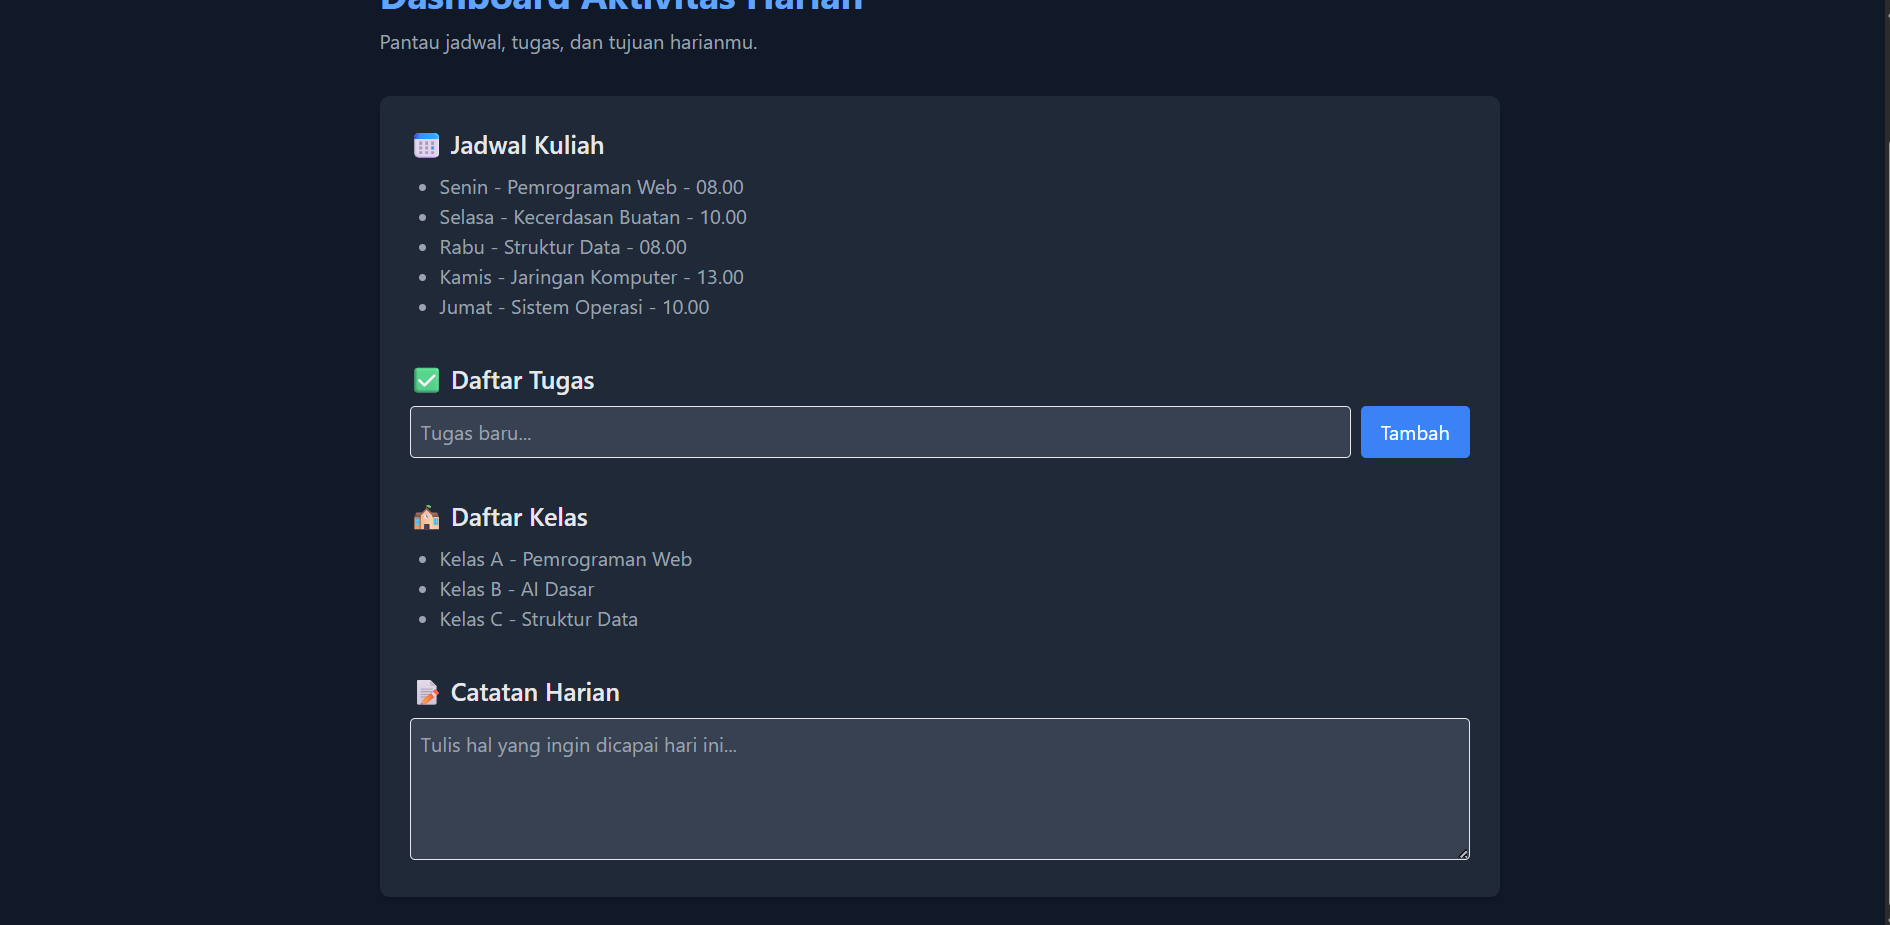 Dashboard Aktivitas Harian
Pantau jadwal, tugas, dan tujuan harianmu.
Jadwal Kuliah
Senin - Pemrograman Web - 08.00
Selasa - Kecerdasan Buatan - 10.00
Rabu - Struktur Data - 08.00
Kamis - Jaringan Komputer - 13.00
Jumat - Sistem Operasi - 10.00
Daftar Tugas
Tugas baru...
Tambah
Daftar Kelas
Kelas A - Pemrograman Web
Kelas B - AI Dasar
Kelas C - Struktur Data
Catatan Harian
Tulis hal yang ingin dicapai hari ini...